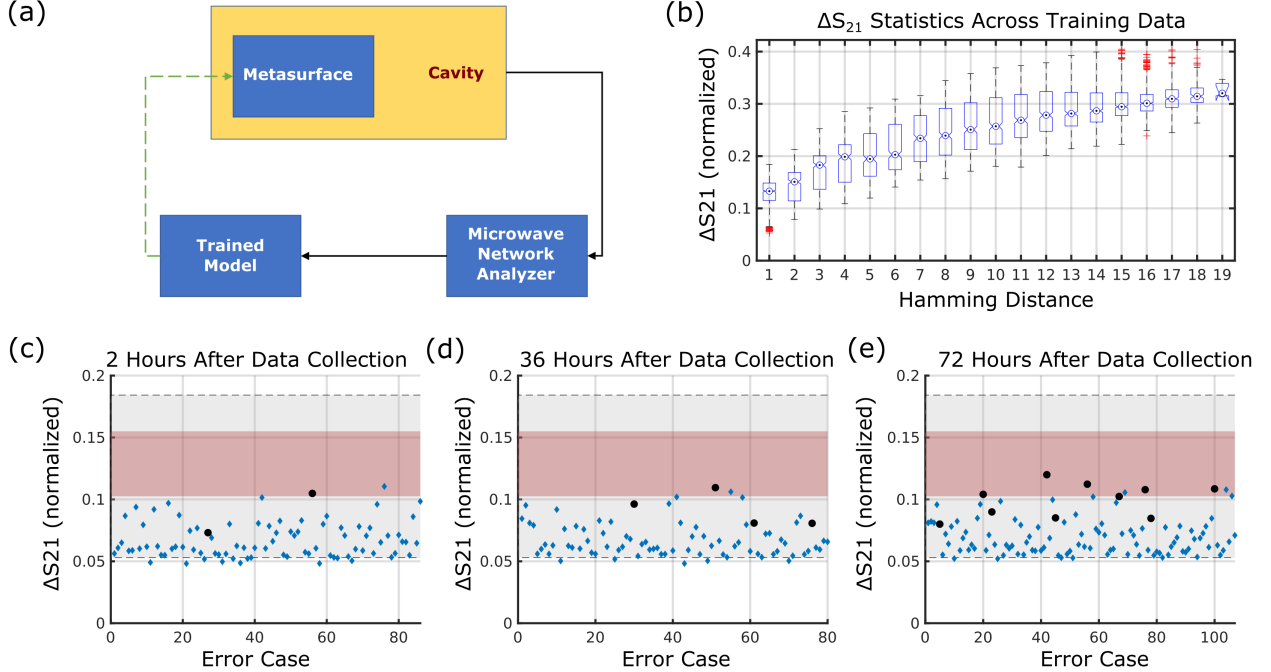 (a)
Metasurface
Cavity
Trained
Model
Microwave
Network
Analyzer
(b)
ΔS21 Statistics Across Training Data
ΔS21 (normalized)
0.4
0.3
0.2
0.1
0
1 2 3 4 5 6 7 8 9 10 11 12 13 14 15 16 17 18 19
Hamming Distance
(c)
2 Hours After Data Collection
ΔS21 (normalized)
0.2
0.15
0.1
0.05
0
0 20 40 60 80
Error Case
(d)
36 Hours After Data Collection
ΔS21 (normalized)
0.2
0.15
0.1
0.05
0
0 20 40 60 80
Error Case
(e)
72 Hours After Data Collection
ΔS21 (normalized)
0.2
0.15
0.1
0.05
0
0 20 40 60 80 100
Error Case